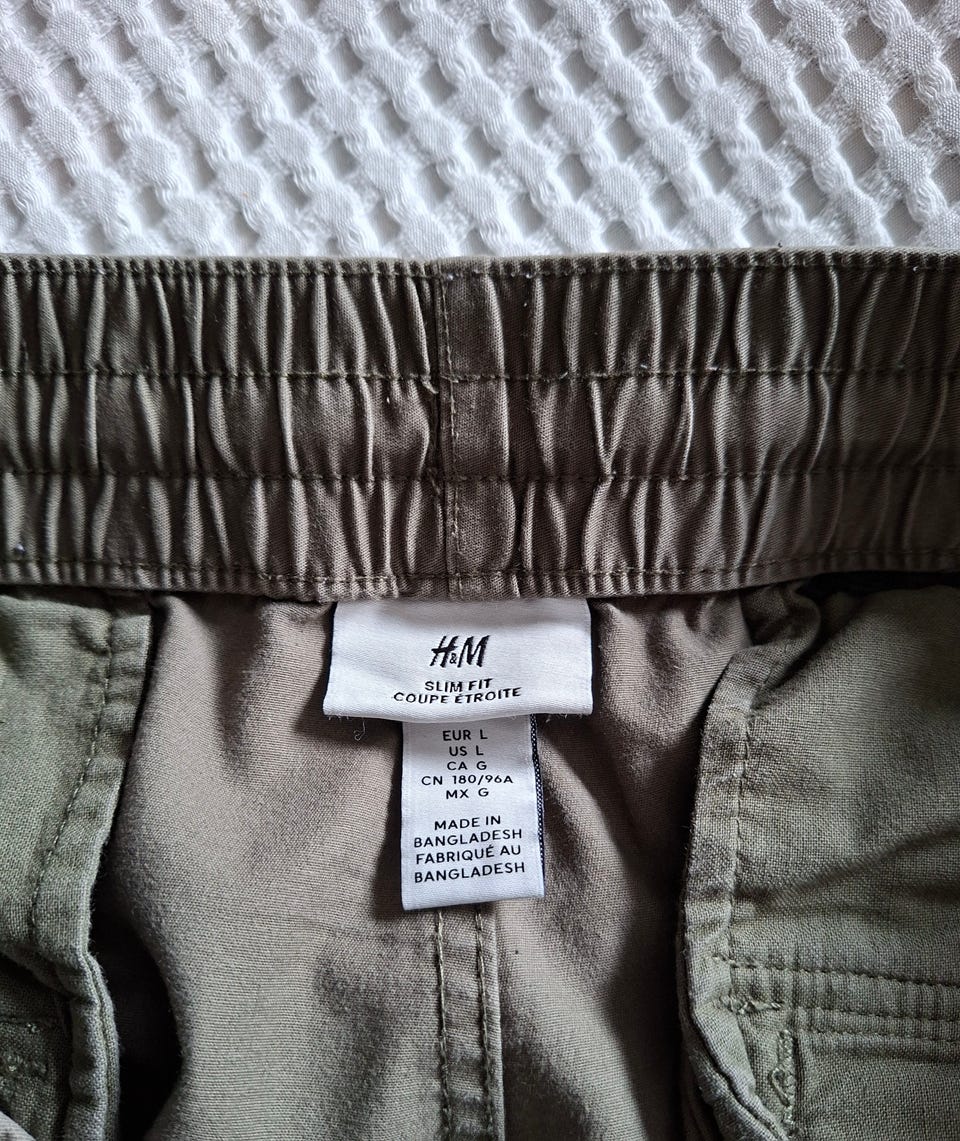 H&M
SLIM FIT
COUPE ÉTROITE
EUR L
US L
CA G
CN 180/96A
MX G
MADE IN
BANGLADESH
FABRIQUÉ AU
BANGLADESH